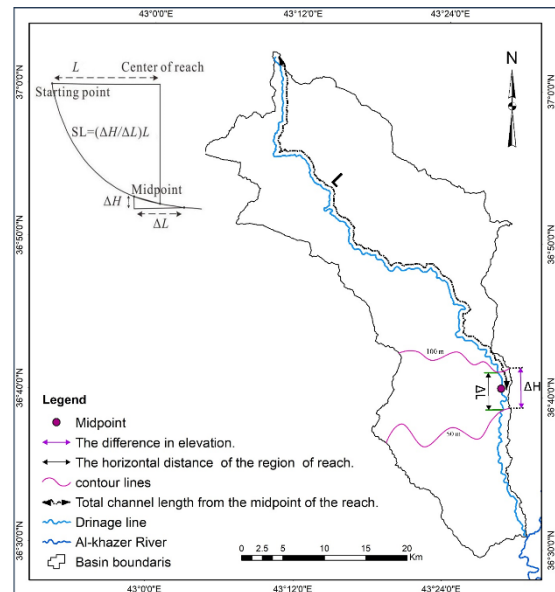 43°0'0"E
43°12'0"E
43°24'0"E
L
Center of reach
Starting point
SL=(ΔH/ΔL)L
Midpoint
ΔH
ΔL
N
37°0'0"N
37°0'0"N
L
36°50'0"N
36°50'0"N
100 m
36°40'0"N
ΔL
ΔH
36°40'0"N
Legend
Midpoint
The difference in elevation.
The horizontal distance of the region of reach.
contour lines
Total channel length from the midpoint of the reach.
Drinage line
Al-khazer River
Basin boundaris
36°30'0"N
36°30'0"N
0 2.5 5 10 15 20
Km
43°0'0"E
43°12'0"E
43°24'0"E